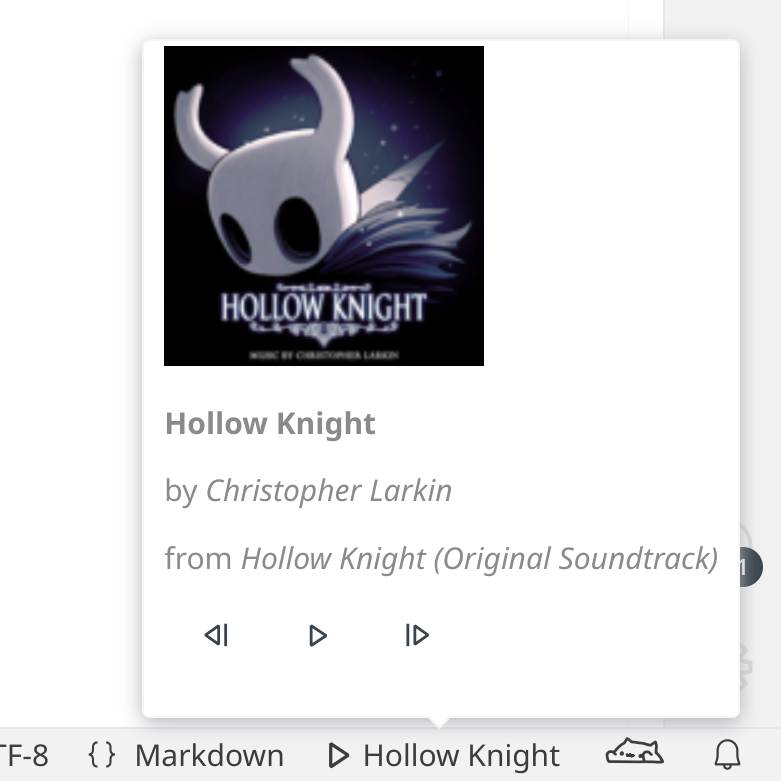 HOLLOW KNIGHT
MUSIC BY CHRISTOPHER LARKIN
Hollow Knight
by Christopher Larkin
from Hollow Knight (Original Soundtrack)
1
TF-8 {} Markdown Hollow Knight